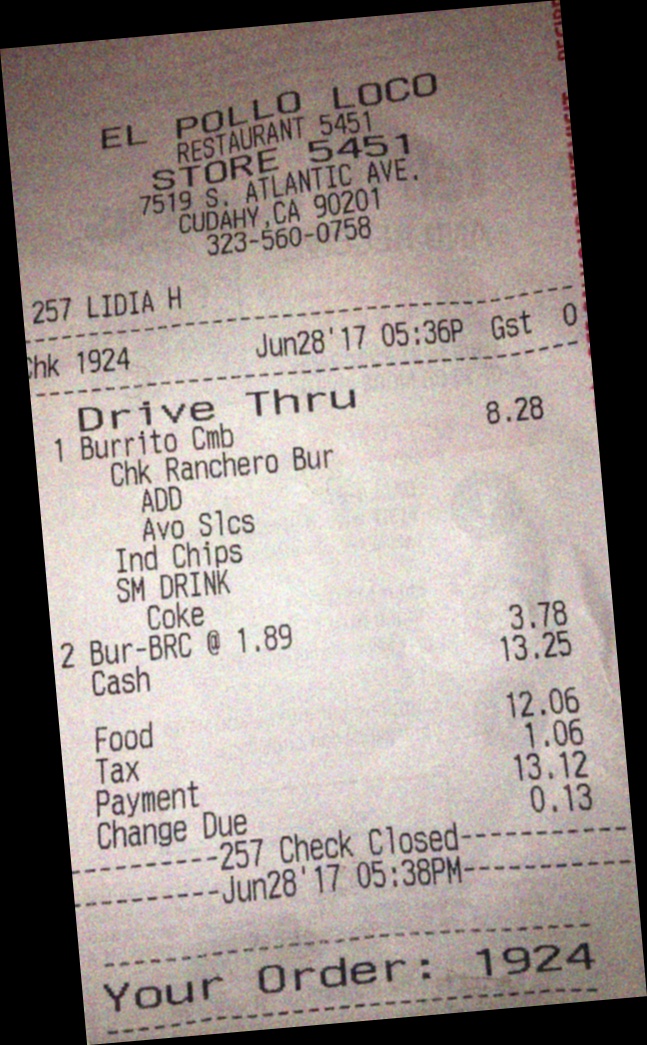 EL POLLO LOCO
RESTAURANT 5451
STORE 5451
7519 S. ATLANTIC AVE.
CUDAHY,CA 90201
323-560-0758
257 LIDIA H
Chk 1924 Jun28'17 05:36P Gst 0
Drive Thru
1 Burrito Cmb 8.28
Chk Ranchero Bur
ADD
Avo Slcs
Ind Chips
SM DRINK
Coke
2 Bur-BRC @ 1.89 3.78
Cash 13.25
Food 12.06
Tax 1.06
Payment 13.12
Change Due 0.13
---------257 Check Closed----------
---------Jun28'17 05:38PM----------
Your Order: 1924